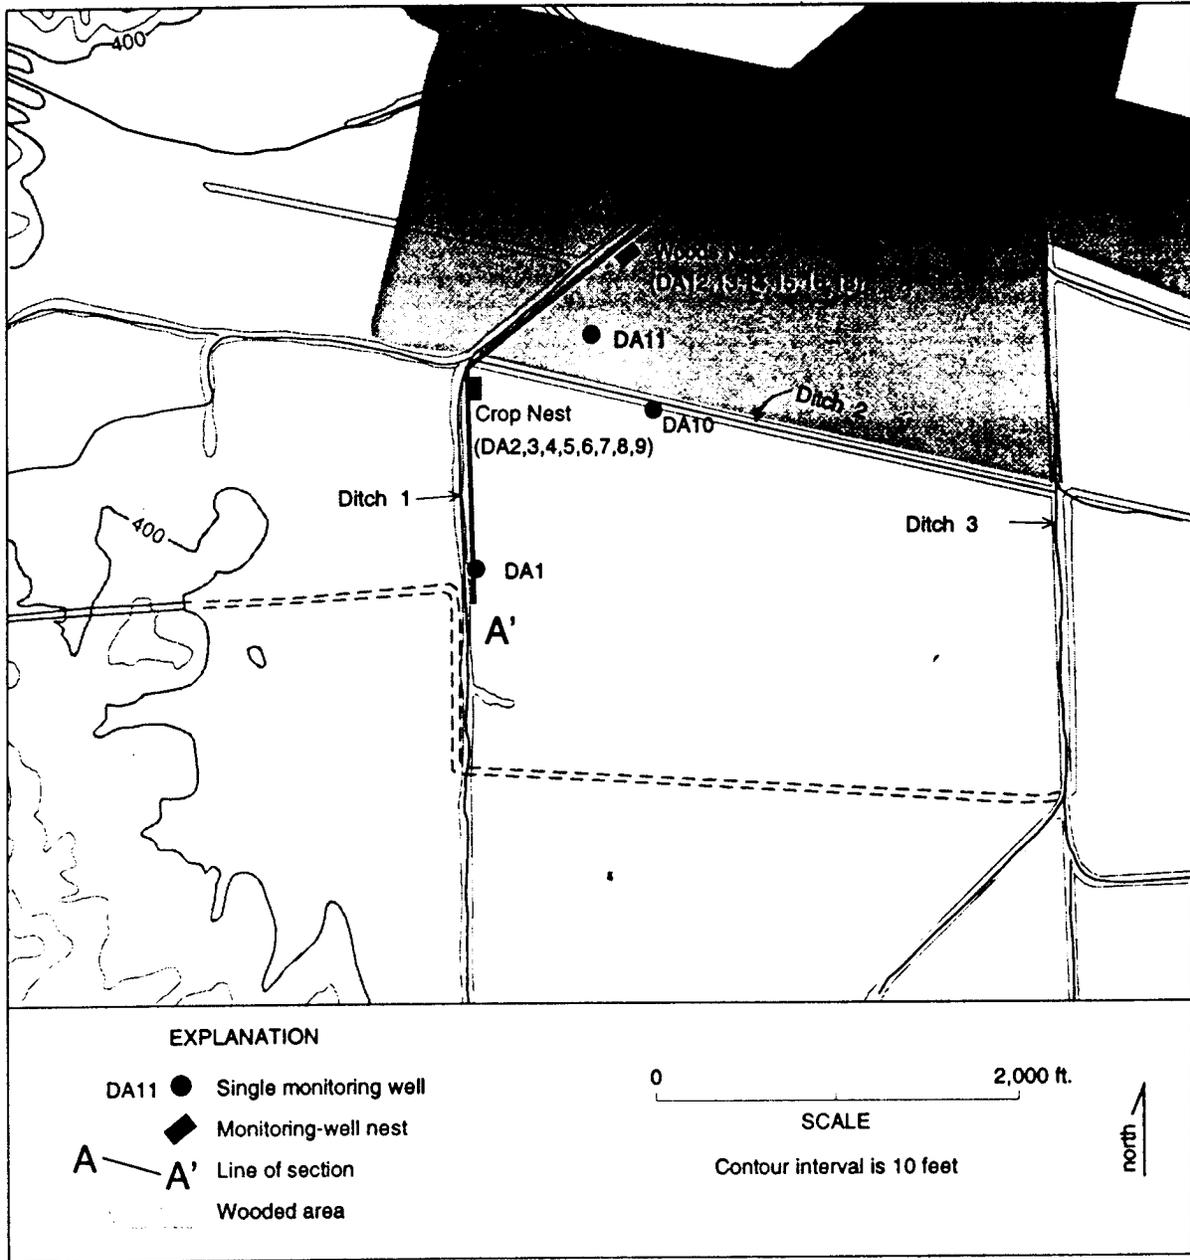 400
DA11
Ditch 2
Crop Nest
DA10
(DA2,3,4,5,6,7,8,9)
Ditch 1
400
Ditch 3
DA1
A'
EXPLANATION
DA11 Single monitoring well
Monitoring-well nest
A A' Line of section
Wooded area
0 2,000 ft.
SCALE
Contour interval is 10 feet
north